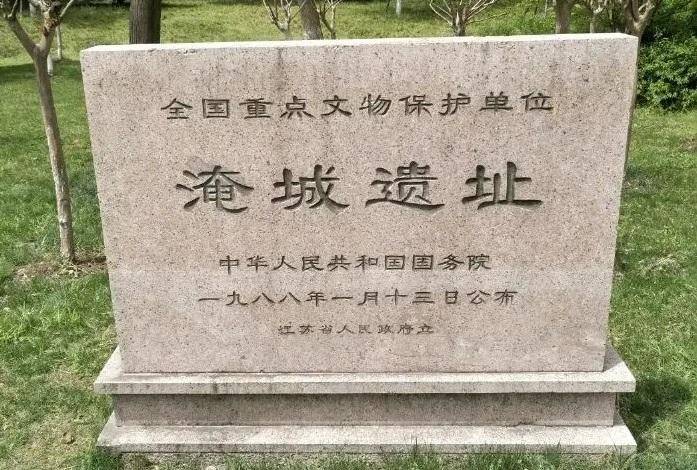 全国重点文物保护单位
淹城遗址
中华人民共和国国务院
一九八八年一月十三日公布
江苏省人民政府立